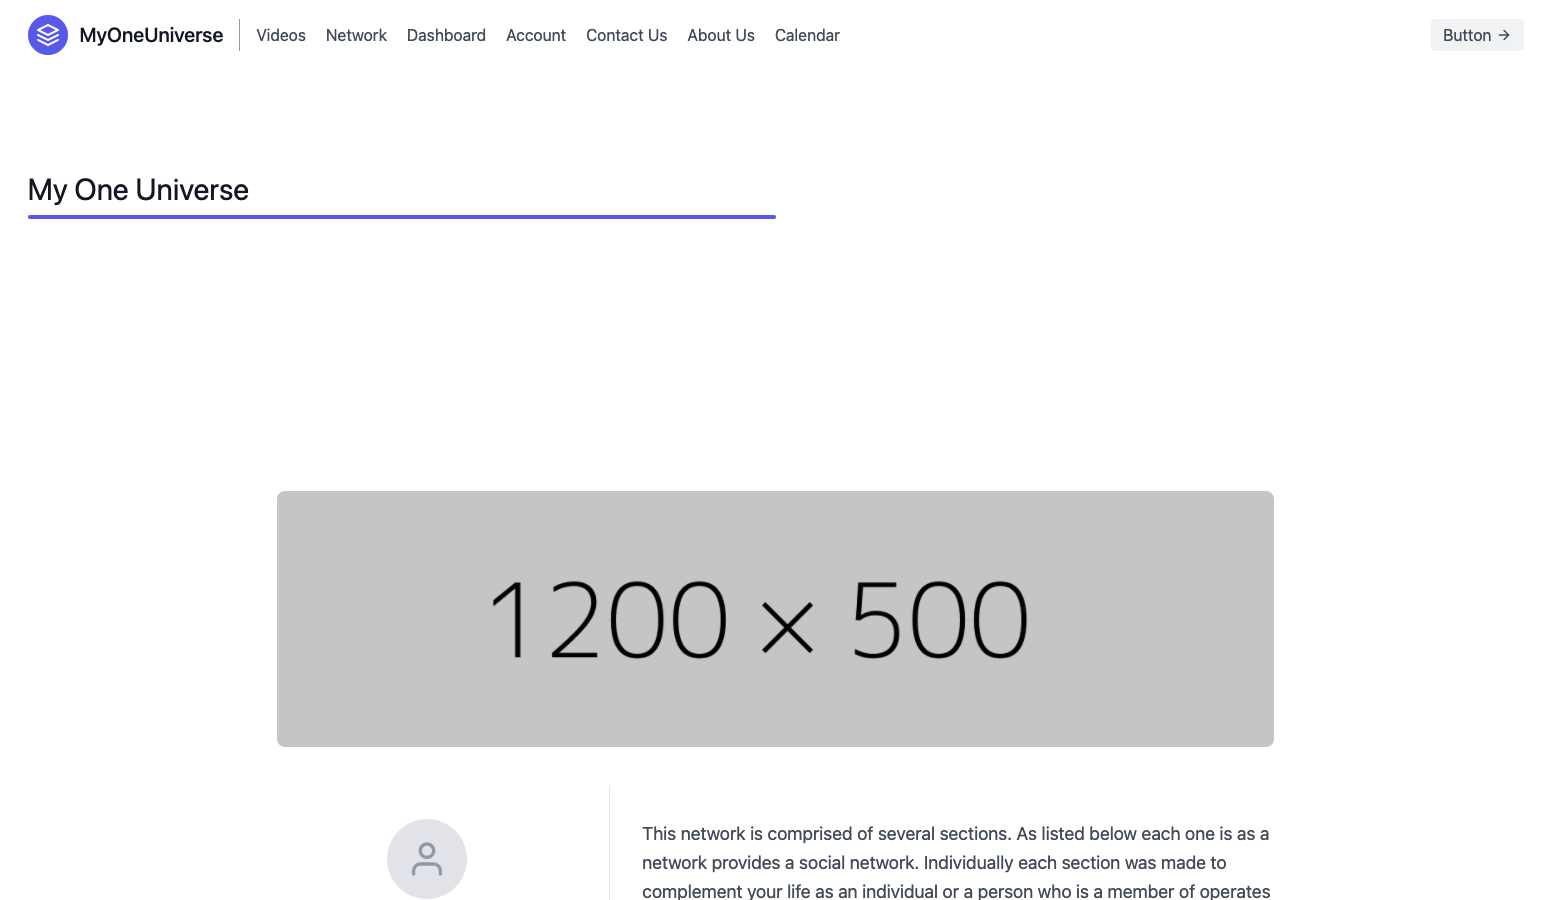 MyOneUniverse
Videos Network Dashboard Account Contact Us About Us Calendar
Button →
My One Universe
1200 × 500
This network is comprised of several sections. As listed below each one is as a
network provides a social network. Individually each section was made to
complement your life as an individual or a person who is a member of operates